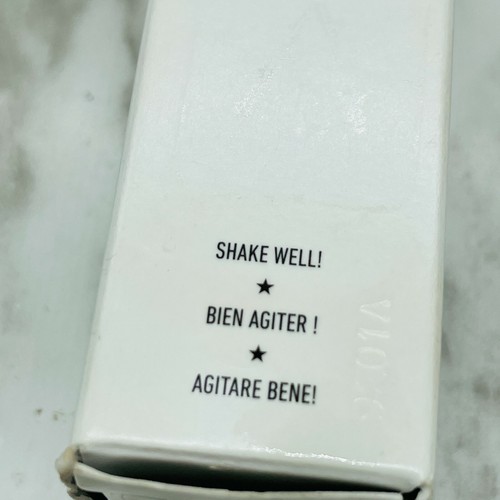 SHAKE WELL!
★
BIEN AGITER !
★
AGITARE BENE!